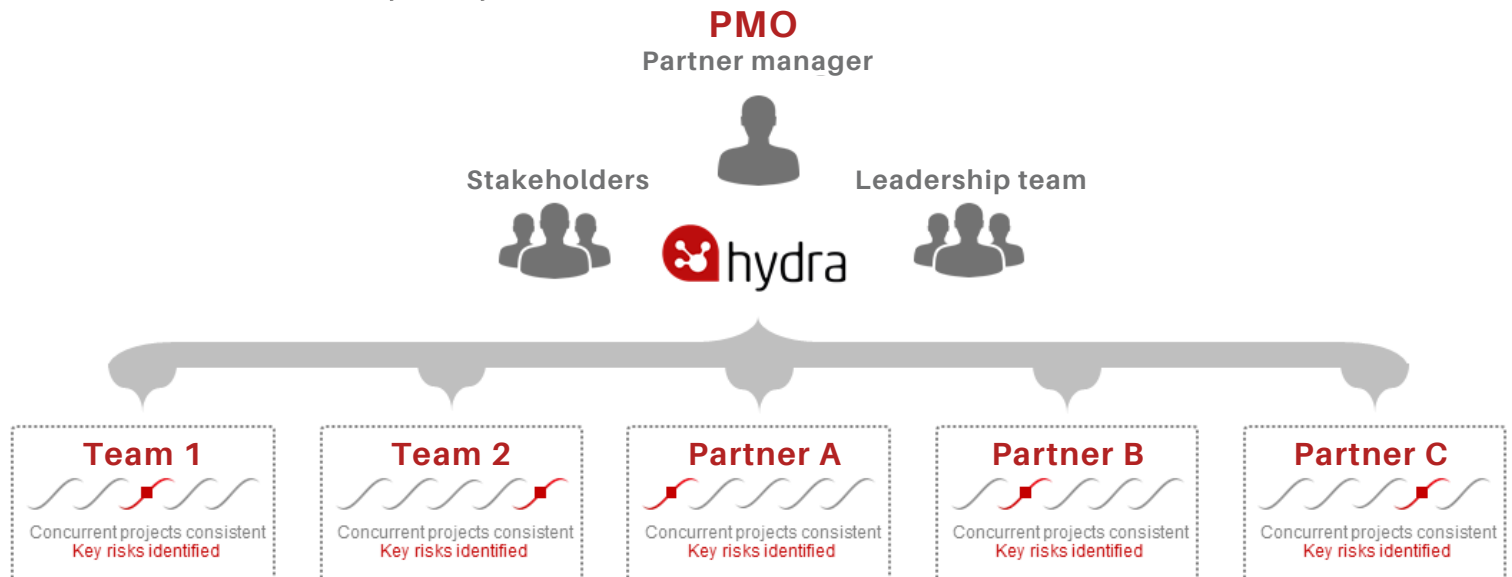 PMO
Partner manager
Stakeholders
Leadership team
hydra
Team 1
Concurrent projects consistent
Key risks identified
Team 2
Concurrent projects consistent
Key risks identified
Partner A
Concurrent projects consistent
Key risks identified
Partner B
Concurrent projects consistent
Key risks identified
Partner C
Concurrent projects consistent
Key risks identified